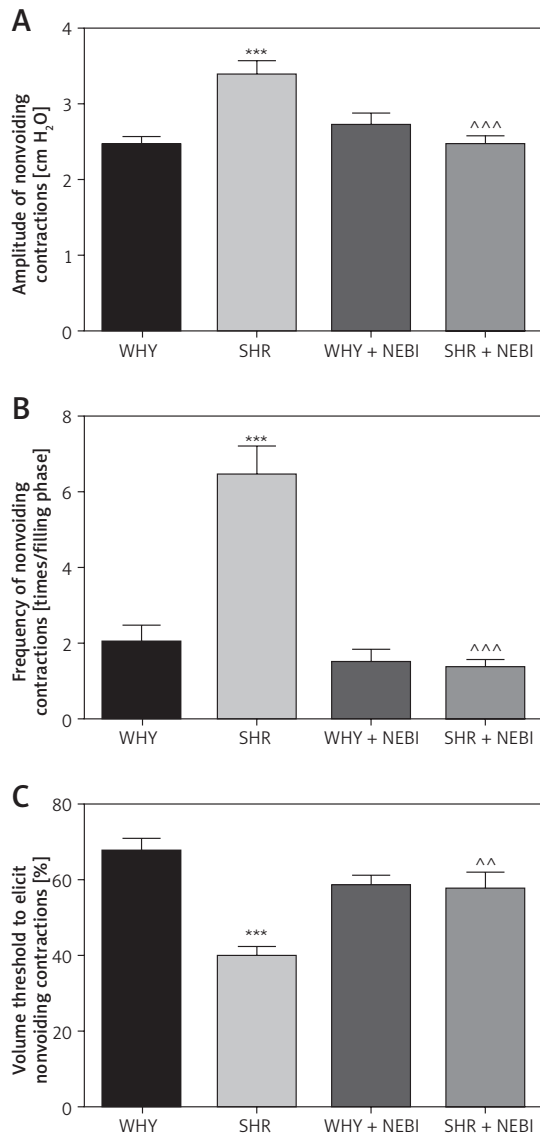 A
Amplitude of nonvoiding
contractions [cm H₂O]
4
3
2
1
0
***
^^^
WHY
SHR
WHY + NEBI
SHR + NEBI
B
Frequency of nonvoiding
contractions [times/filling phase]
8
6
4
2
0
***
^^^
WHY
SHR
WHY + NEBI
SHR + NEBI
C
Volume threshold to elicit
nonvoiding contractions [%]
80
60
40
20
0
***
^^
WHY
SHR
WHY + NEBI
SHR + NEBI